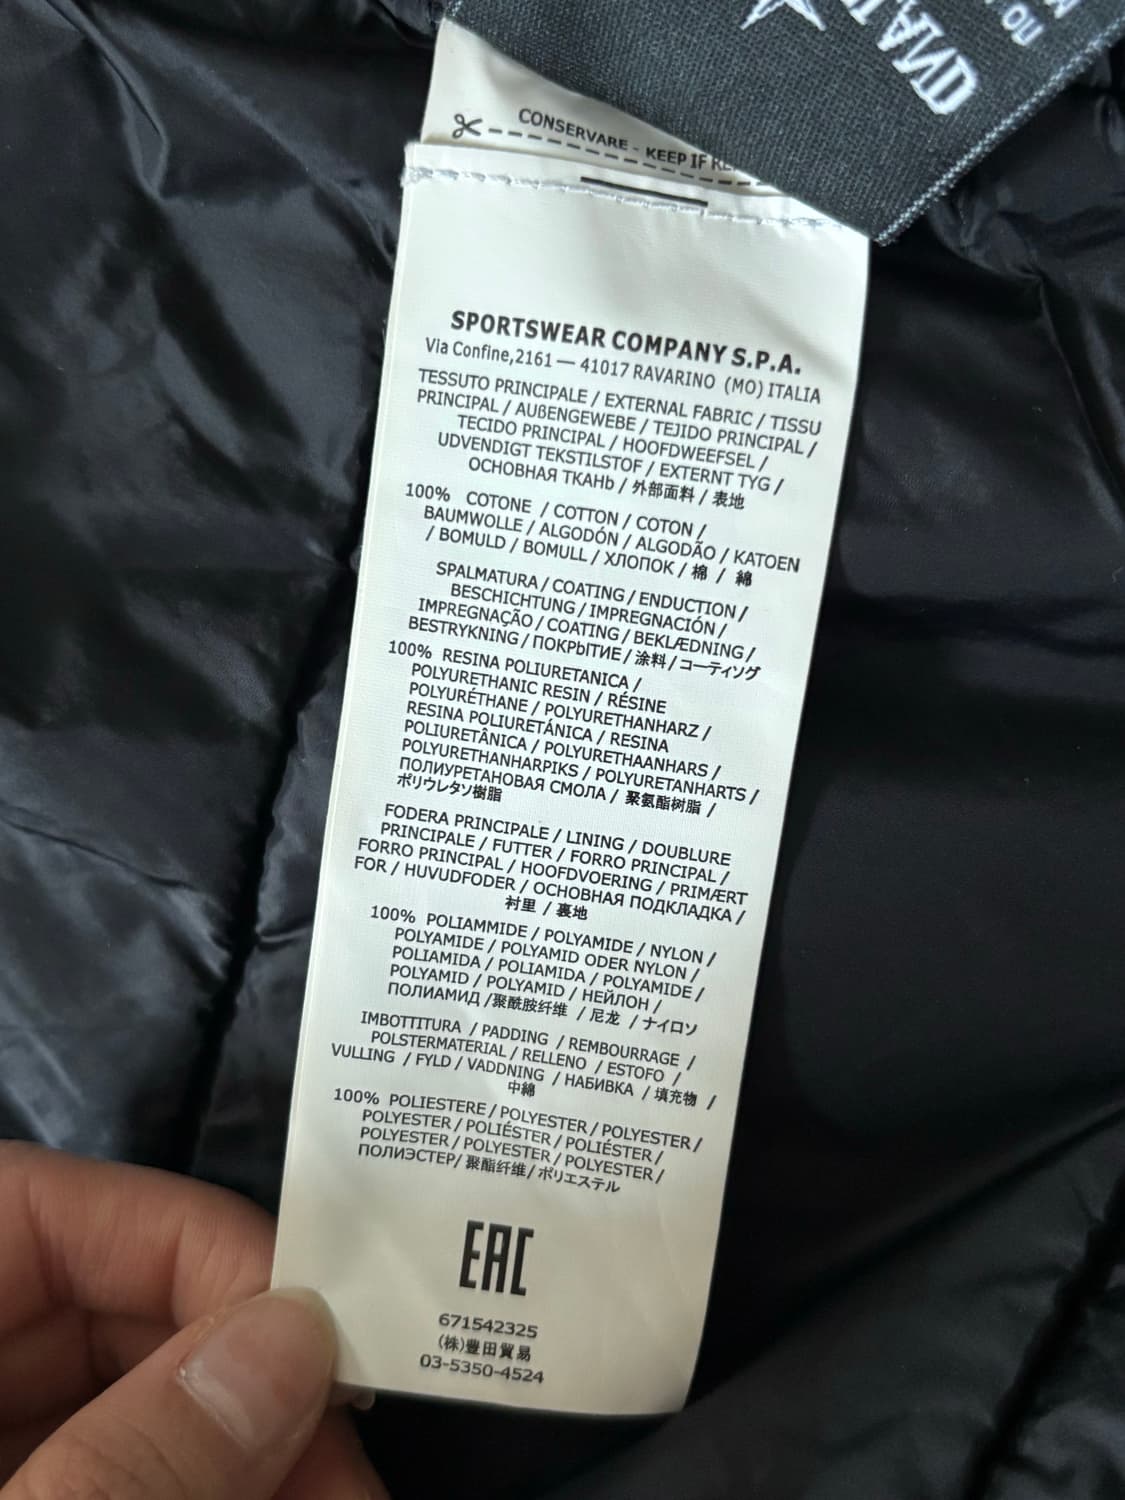 CONSERVARE - KEEP IF
SPORTSWEAR COMPANY S.P.A.
Via Confine,2161 — 41017 RAVARINO (MO) ITALIA
TESSUTO PRINCIPALE / EXTERNAL FABRIC / TISSU
PRINCIPAL / AUßENGEWEBE / TEJIDO PRINCIPAL /
TECIDO PRINCIPAL / HOOFDWEEFSEL /
UDVENDIGT TEKSTILSTOF / EXTERNT TYG /
ОСНОВНАЯ ТКАНЬ / 外部面料 / 表地
100% COTONE / COTTON / COTON /
BAUMWOLLE / ALGODÓN / ALGODÃO / KATOEN
/ BOMULD / BOMULL / ХЛОПОК / 棉 / 綿
SPALMATURA / COATING / ENDUCTION /
BESCHICHTUNG / IMPREGNACIÓN /
IMPREGNAÇÃO / COATING / BEKLÆDNING /
BESTRYKNING / ПОКРЫТИЕ / 涂料 / コーティソグ
100% RESINA POLIURETANICA /
POLYURETHANIC RESIN / RÉSINE
POLYURÉTHANE / POLYURETHANHARZ /
RESINA POLIURETÁNICA / RESINA
POLIURETÂNICA / POLYURETHAANHARS /
POLYURETHANHARPIKS / POLYURETANHARTS /
ПОЛИУРЕТАНОВАЯ СМОЛА / 聚氨酯树脂 /
ポリウレタソ樹脂
FODERA PRINCIPALE / LINING / DOUBLURE
PRINCIPALE / FUTTER / FORRO PRINCIPAL /
FORRO PRINCIPAL / HOOFDVOERING / PRIMÆRT
FOR / HUVUDFODER / ОСНОВНАЯ ПОДКЛАДКА /
衬里 / 裏地
100% POLIAMMIDE / POLYAMIDE / NYLON /
POLYAMIDE / POLYAMID ODER NYLON /
POLIAMIDA / POLIAMIDA / POLYAMIDE /
POLYAMID / POLYAMID / НЕЙЛОН /
ПОЛИАМИД /聚酰胺纤维 / 尼龙 / ナイロソ
IMBOTTITURA / PADDING / REMBOURRAGE /
POLSTERMATERIAL / RELLENO / ESTOFO /
VULLING / FYLD / VADDNING / НАБИВКА / 填充物 /
中綿
100% POLIESTERE / POLYESTER / POLYESTER /
POLYESTER / POLIÉSTER / POLIÉSTER /
POLYESTER / POLYESTER / POLYESTER /
ПОЛИЭСТЕР/ 聚酯纤维/ ポリエステル
EAC
671542325
(株)豊田貿易
03-5350-4524